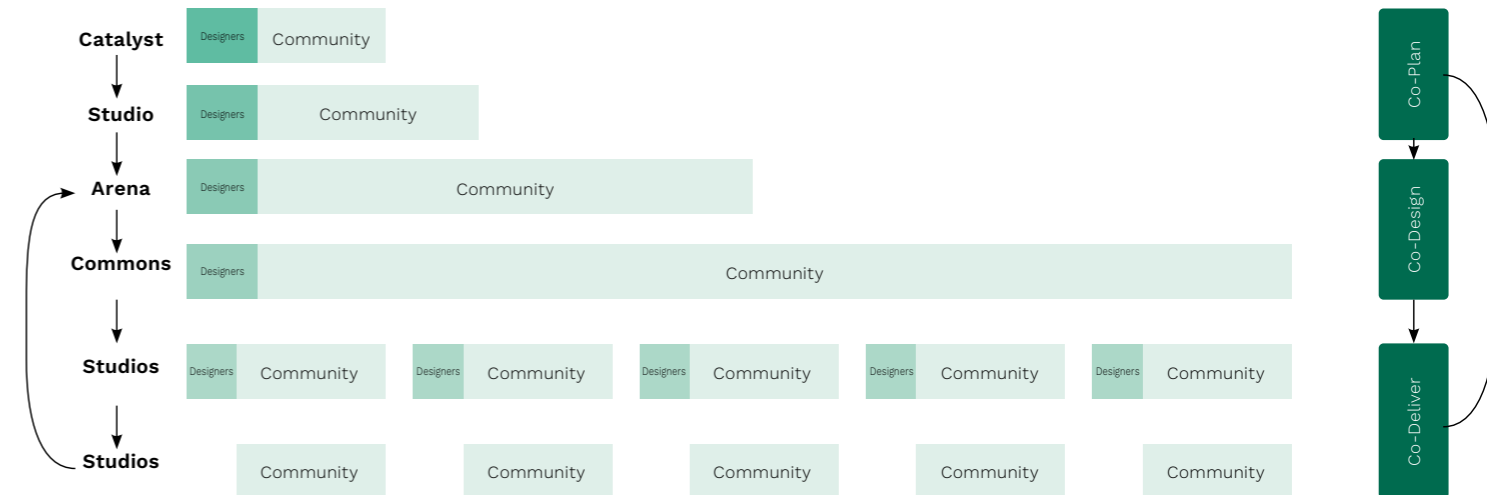 Catalyst
Designers
Community
Studio
Designers
Community
Arena
Designers
Community
Commons
Designers
Community
Studios
Designers
Community
Designers
Community
Designers
Community
Designers
Community
Designers
Community
Studios
Community
Community
Community
Community
Community
Co-Plan
Co-Design
Co-Deliver